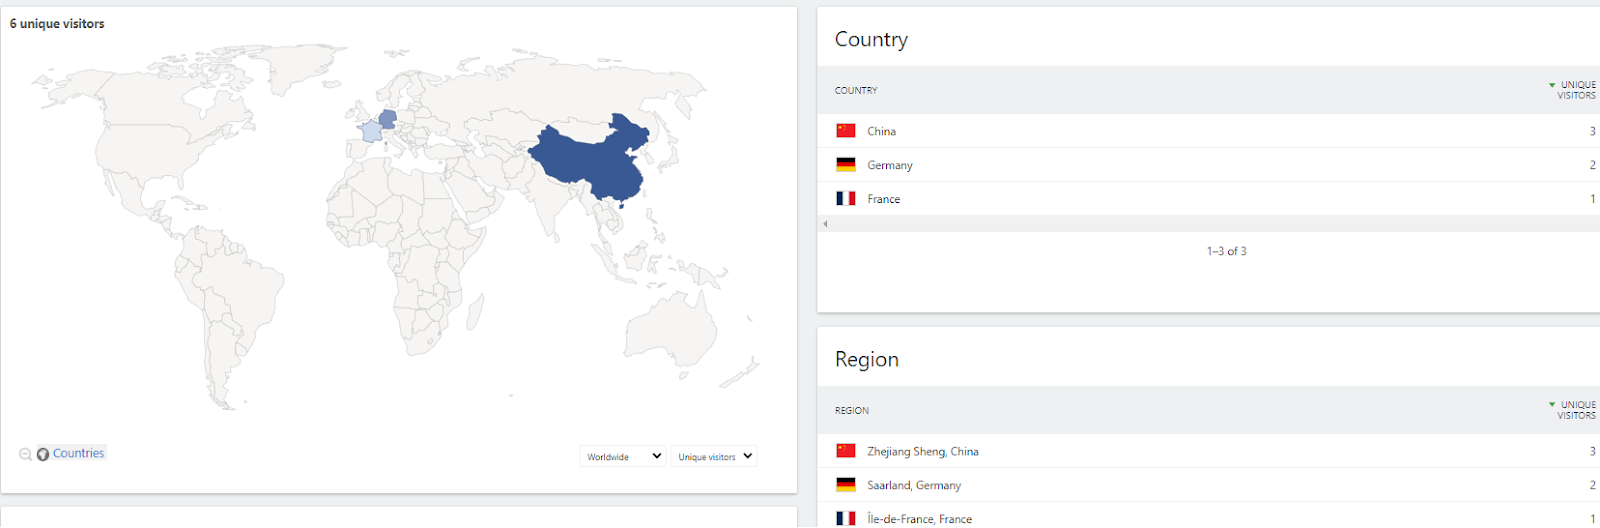 6 unique visitors
Countries
Worldwide
Unique visitors
Country
COUNTRY
UNIQUE
VISITORS
China 3
Germany 2
France 1
1–3 of 3
Region
REGION
UNIQUE
VISITORS
Zhejiang Sheng, China 3
Saarland, Germany 2
Île-de-France, France 1